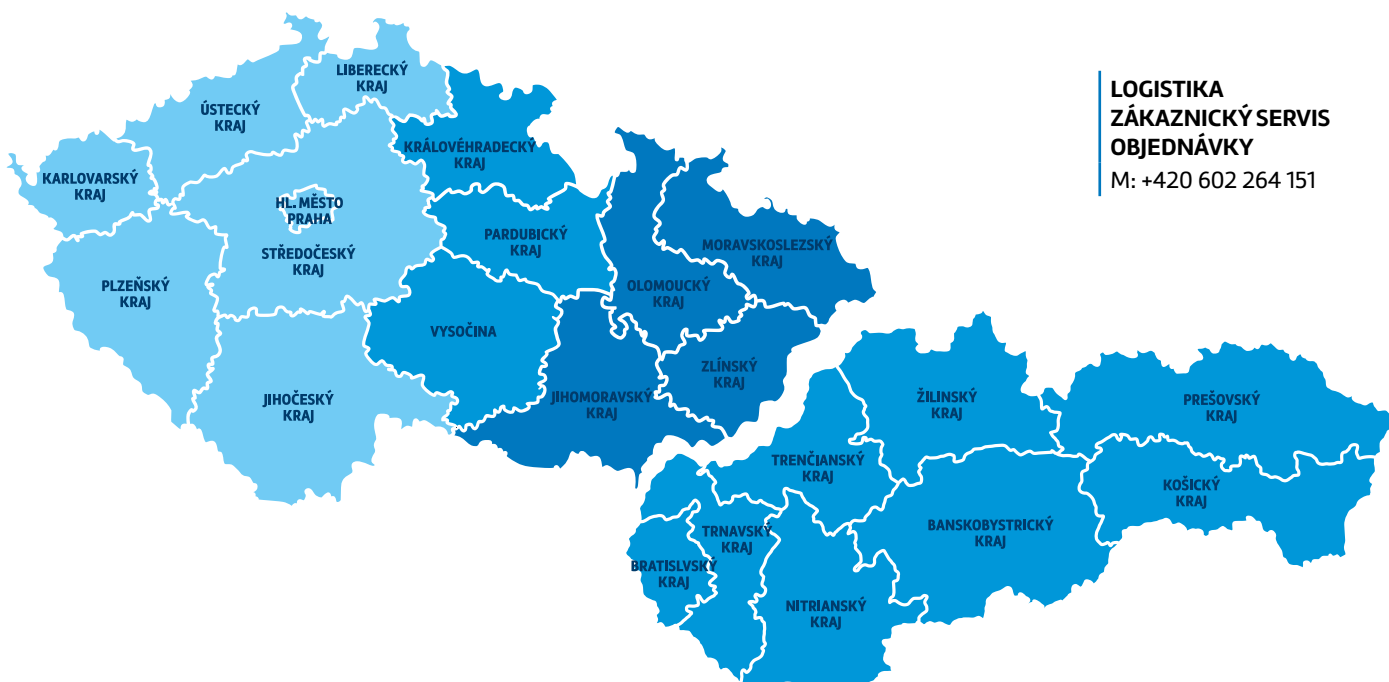 LIBERECKÝ
KRAJ
ÚSTECKÝ
KRAJ
KRÁLOVÉHRADECKÝ
KRAJ
KARLOVARSKÝ
KRAJ
HL. MĚSTO
PRAHA
STŘEDOČESKÝ
KRAJ
PARDUBICKÝ
KRAJ
MORAVSKOSLEZSKÝ
KRAJ
PLZEŇSKÝ
KRAJ
OLOMOUCKÝ
KRAJ
VYSOČINA
ZLÍNSKÝ
KRAJ
JIHOČESKÝ
KRAJ
JIHOMORAVSKÝ
KRAJ
ŽILINSKÝ
KRAJ
PREŠOVSKÝ
KRAJ
TRENČIANSKÝ
KRAJ
KOŠICKÝ
KRAJ
BANSKOBYSTRICKÝ
KRAJ
TRNAVSKÝ
KRAJ
BRATISLVSKÝ
KRAJ
NITRIANSKÝ
KRAJ
LOGISTIKA
ZÁKAZNICKÝ SERVIS
OBJEDNÁVKY
M: +420 602 264 151